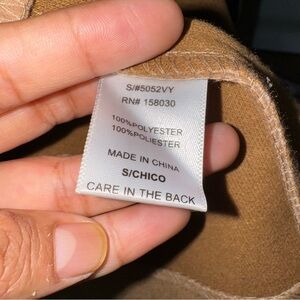 S/#5052VY
RN# 158030
100%POLYESTER
100%POLIESTER
MADE IN CHINA
S/CHICO
CARE IN THE BACK